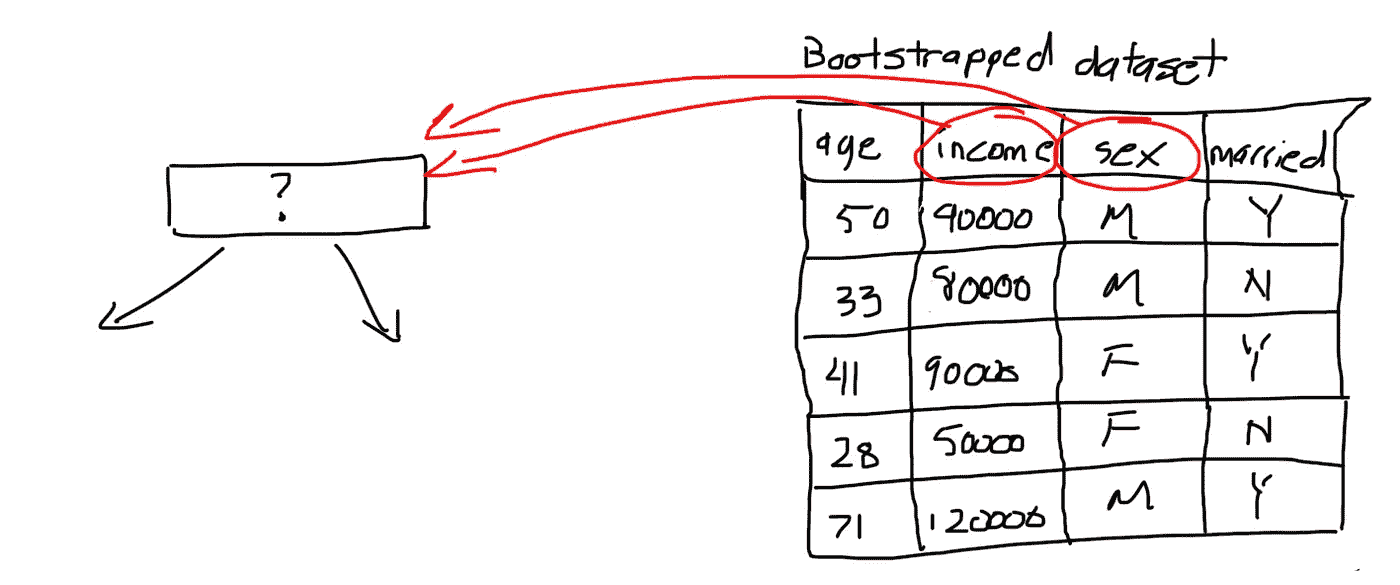 Bootstrapped dataset
?
age income sex married
50 90000 M Y
33 80000 M N
41 90000 F Y
28 50000 F N
71 120000 M Y